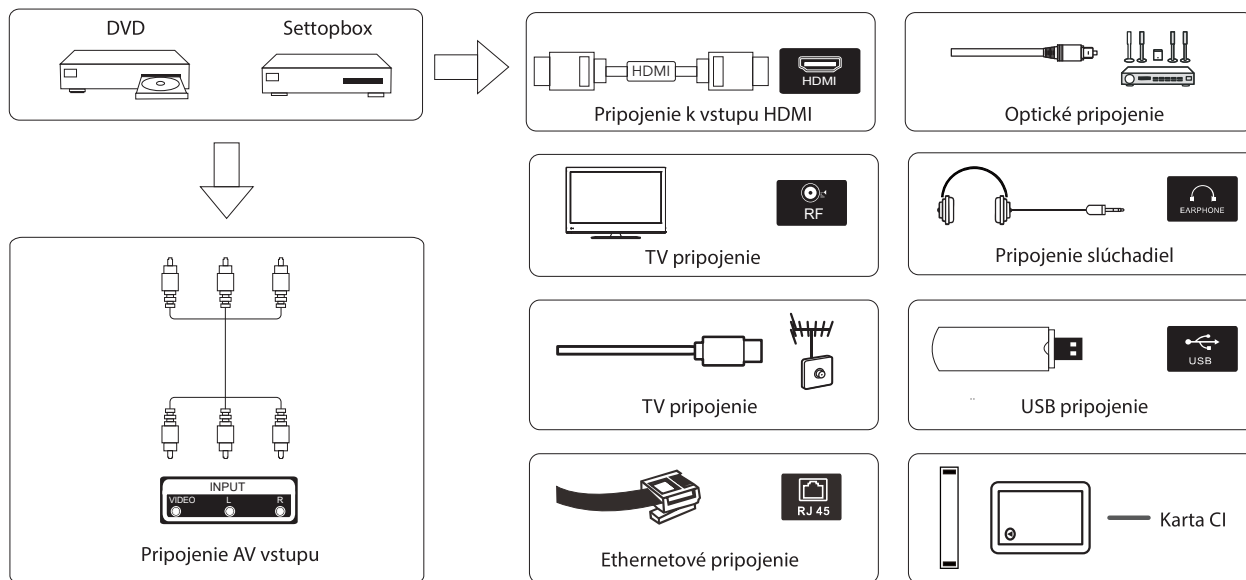 DVD
Settopbox
HDMI
HDMI
Pripojenie k vstupu HDMI
Optické pripojenie
RF
TV pripojenie
EARPHONE
Pripojenie slúchadiel
TV pripojenie
USB
USB pripojenie
INPUT
VIDEO L R
Pripojenie AV vstupu
RJ 45
Ethernetové pripojenie
Karta CI